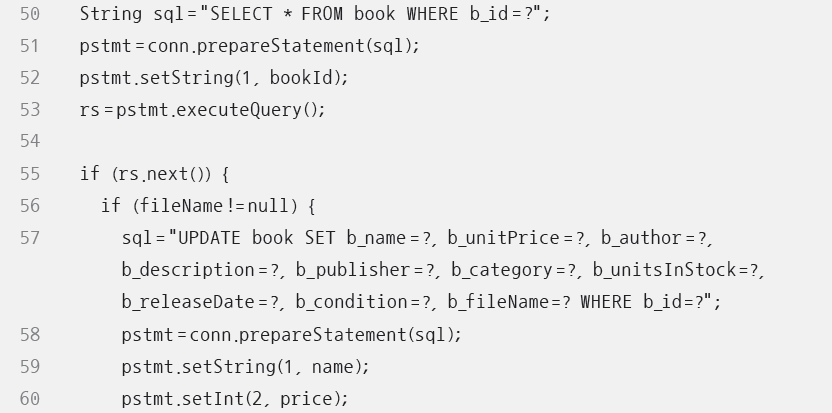 50 String sql="SELECT * FROM book WHERE b_id=?";
51 pstmt=conn.prepareStatement(sql);
52 pstmt.setString(1, bookId);
53 rs=pstmt.executeQuery();
54
55 if (rs.next()) {
56 if (fileName!=null) {
57 sql="UPDATE book SET b_name=?, b_unitPrice=?, b_author=?,
b_description=?, b_publisher=?, b_category=?, b_unitsInStock=?,
b_releaseDate=?, b_condition=?, b_fileName=? WHERE b_id=?";
58 pstmt=conn.prepareStatement(sql);
59 pstmt.setString(1, name);
60 pstmt.setInt(2, price);